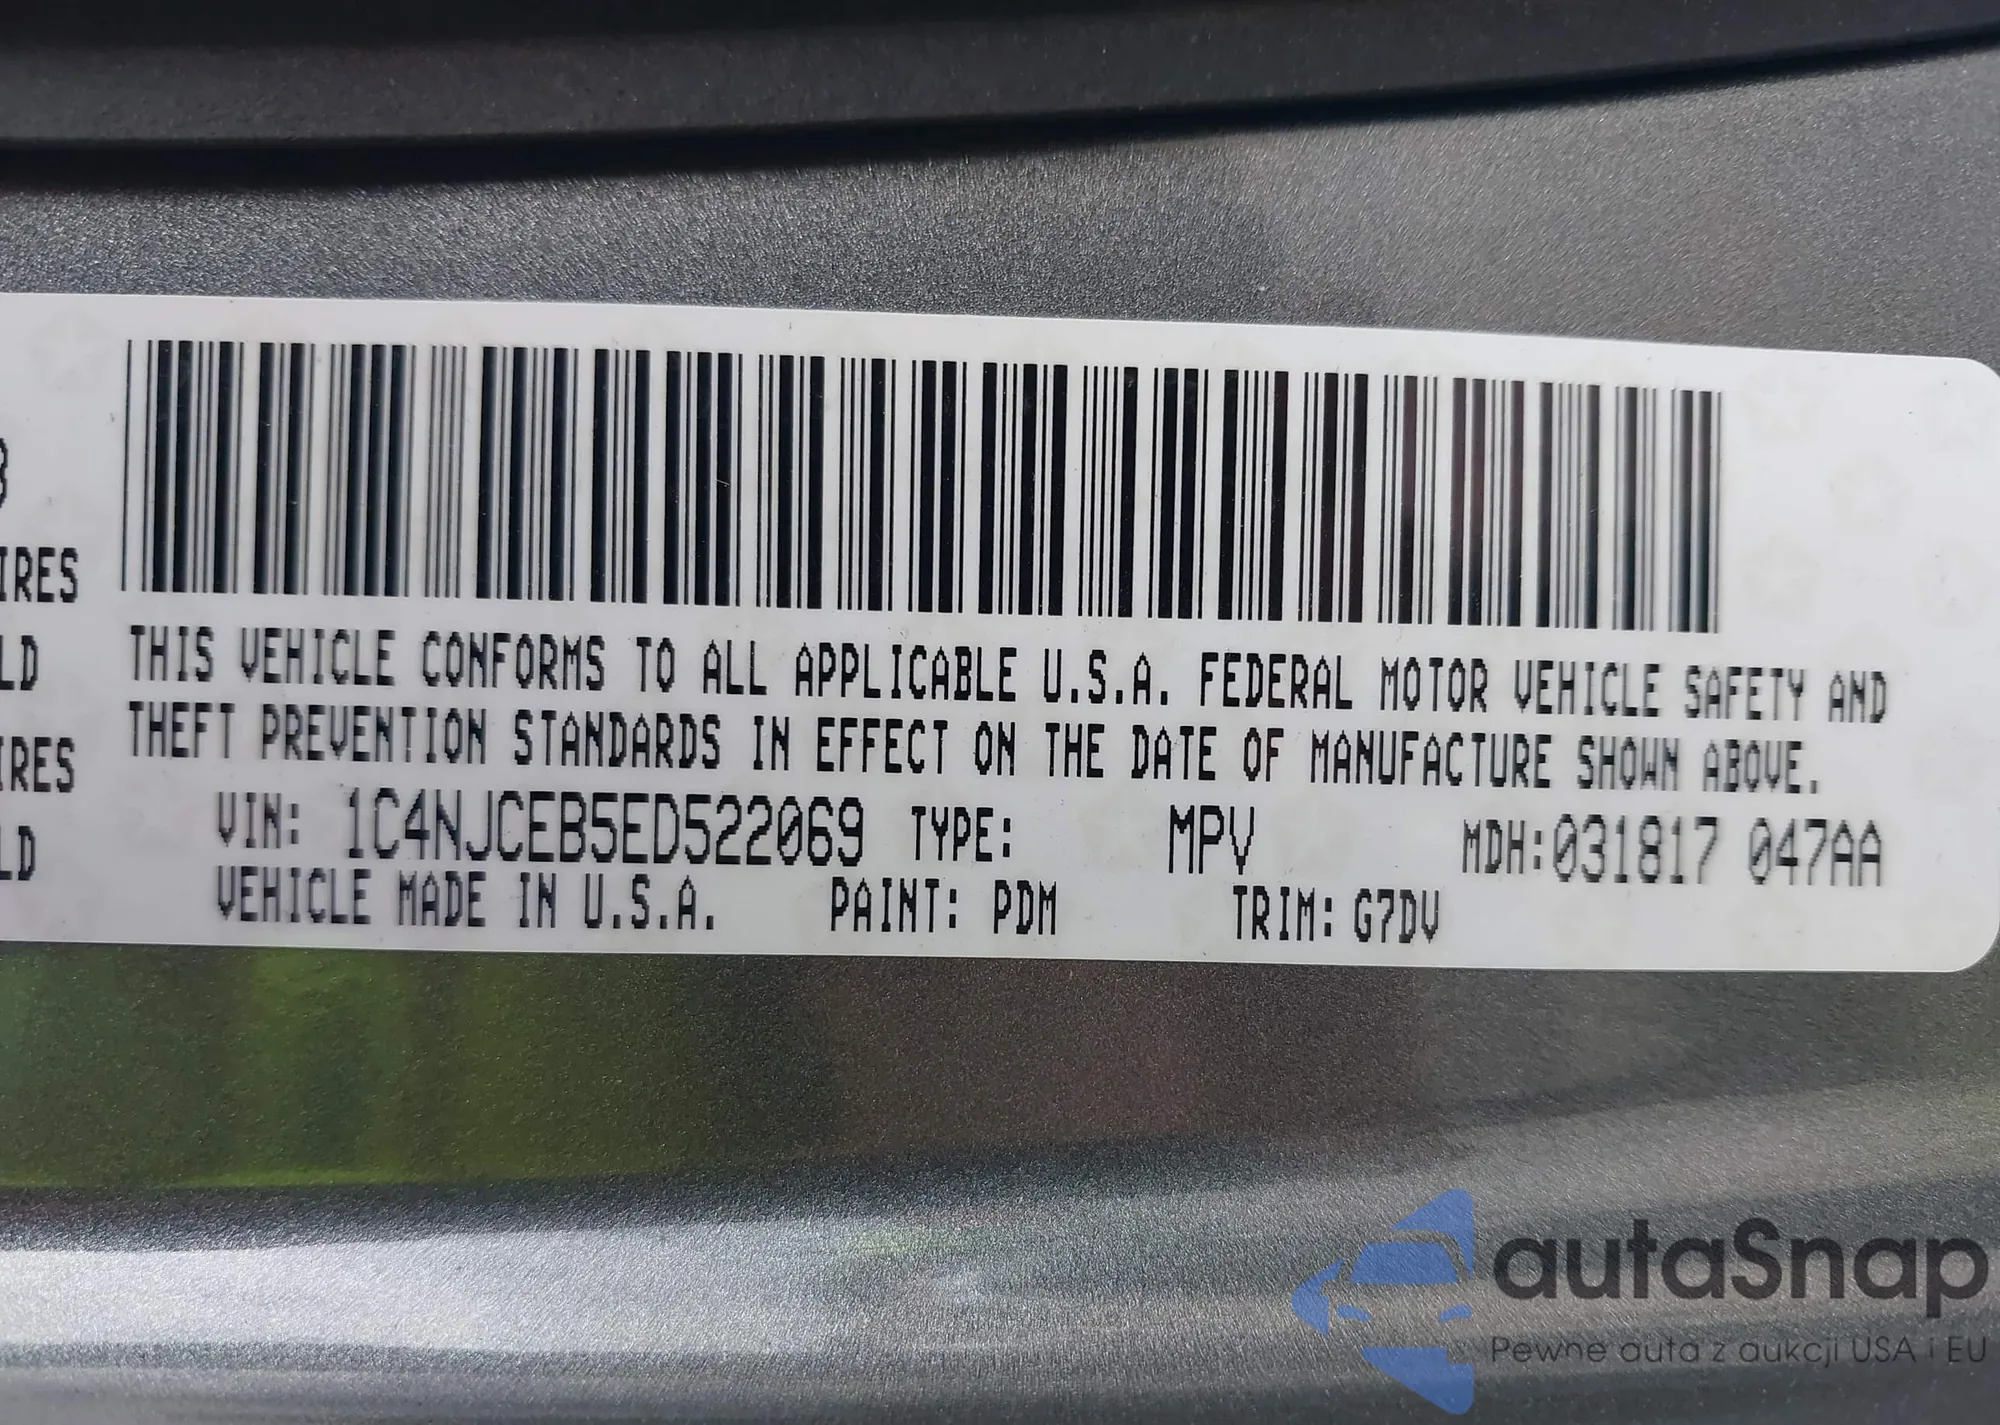 8
IRES
LD
IRES
LD
THIS VEHICLE CONFORMS TO ALL APPLICABLE U.S.A. FEDERAL MOTOR VEHICLE SAFETY AND
THEFT PREVENTION STANDARDS IN EFFECT ON THE DATE OF MANUFACTURE SHOWN ABOVE.
VIN: 1C4NJCEB5ED522069 TYPE: MPV MDH:031817 047AA
VEHICLE MADE IN U.S.A. PAINT: PDM TRIM: G7DV
autaSnap
Pewne auta z aukcji USA i EU